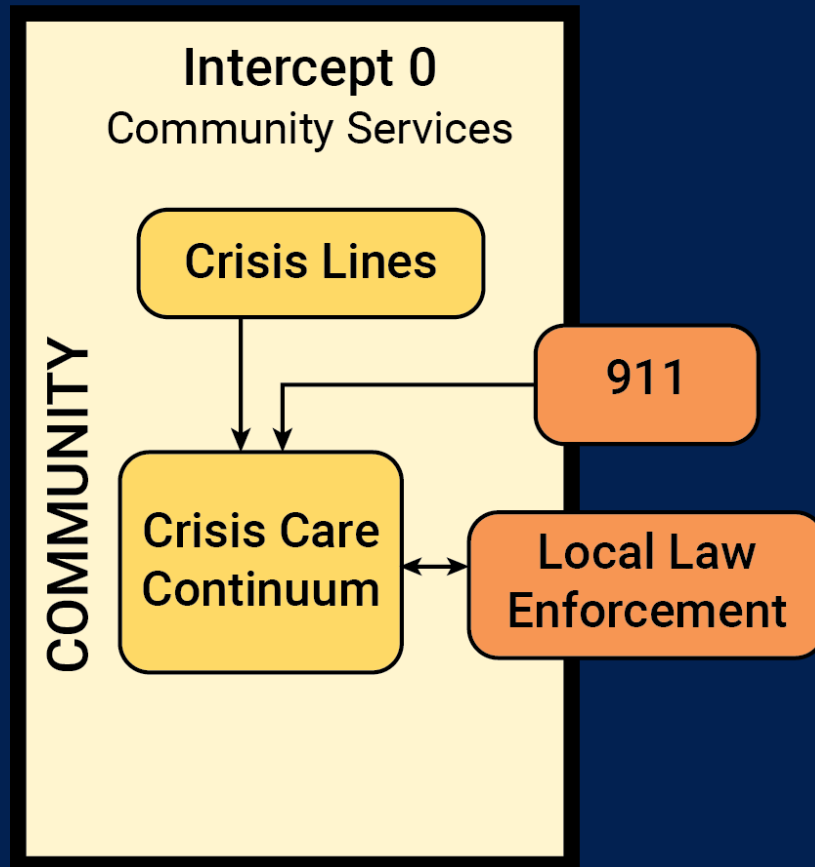 Intercept 0
Community Services
Crisis Lines
911
COMMUNITY
Crisis Care
Continuum
Local Law
Enforcement